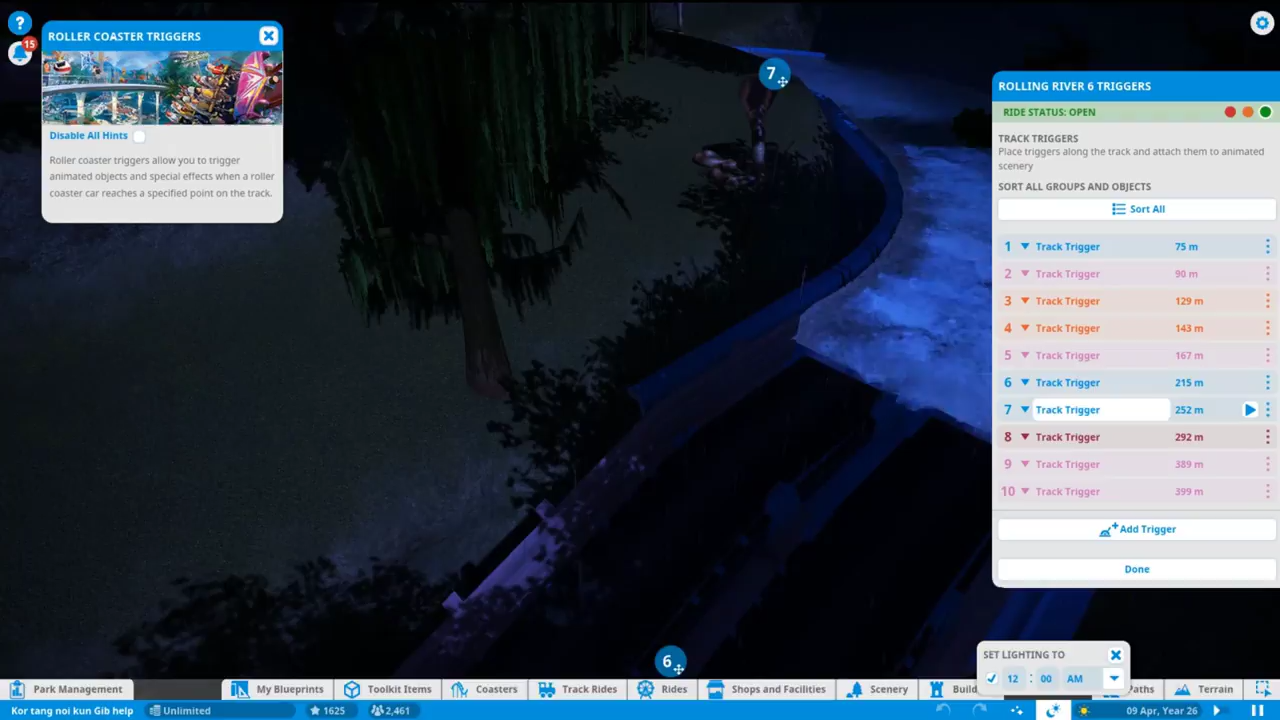 ?
15
ROLLER COASTER TRIGGERS
Disable All Hints
Roller coaster triggers allow you to trigger
animated objects and special effects when a roller
coaster car reaches a specified point on the track.
7
6
ROLLING RIVER 6 TRIGGERS
RIDE STATUS: OPEN
TRACK TRIGGERS
Place triggers along the track and attach them to animated
scenery
SORT ALL GROUPS AND OBJECTS
Sort All
1 Track Trigger 75 m
2 Track Trigger 90 m
3 Track Trigger 129 m
4 Track Trigger 143 m
5 Track Trigger 167 m
6 Track Trigger 215 m
7 Track Trigger 252 m
8 Track Trigger 292 m
9 Track Trigger 389 m
10 Track Trigger 399 m
Add Trigger
Done
SET LIGHTING TO
12 : 00 AM
Park Management My Blueprints Toolkit Items Coasters Track Rides Rides Shops and Facilities Scenery Build Paths Terrain
Kor tang noi kun Gib help Unlimited 1625 2,461 09 Apr, Year 26